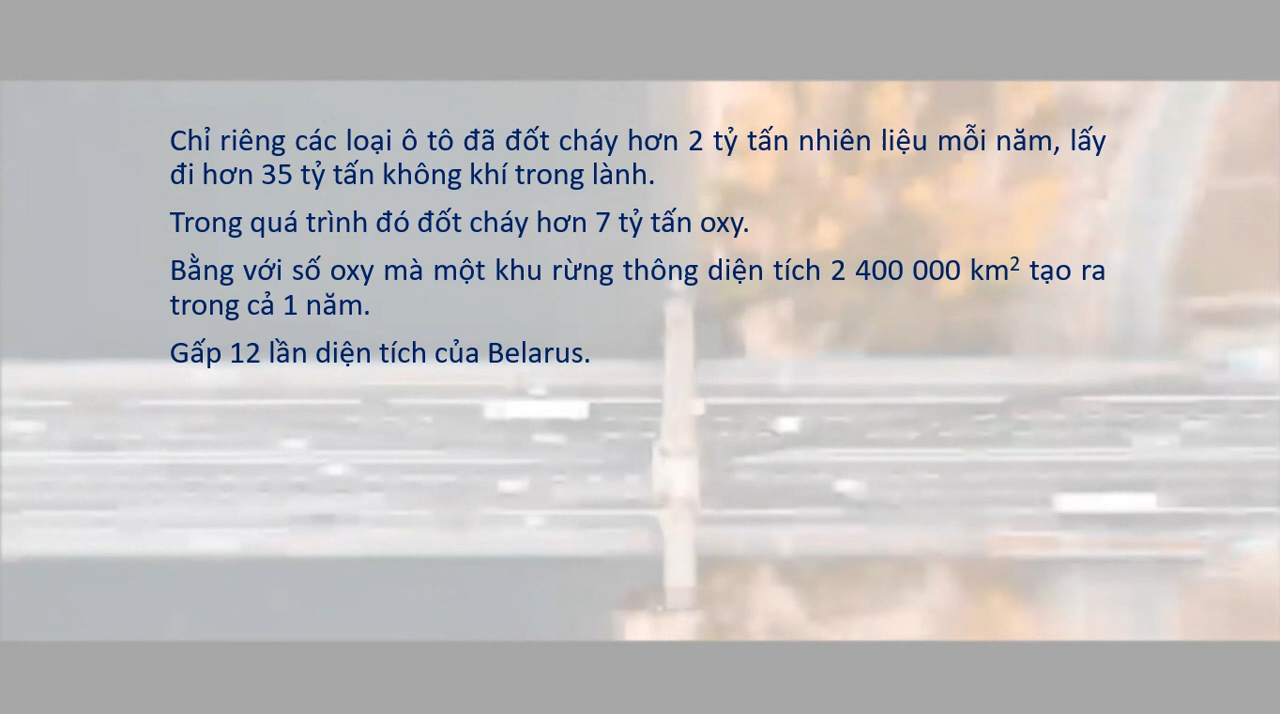 Chỉ riêng các loại ô tô đã đốt cháy hơn 2 tỷ tấn nhiên liệu mỗi năm, lấy
đi hơn 35 tỷ tấn không khí trong lành.
Trong quá trình đó đốt cháy hơn 7 tỷ tấn oxy.
Bằng với số oxy mà một khu rừng thông diện tích 2 400 000 km² tạo ra
trong cả 1 năm.
Gấp 12 lần diện tích của Belarus.